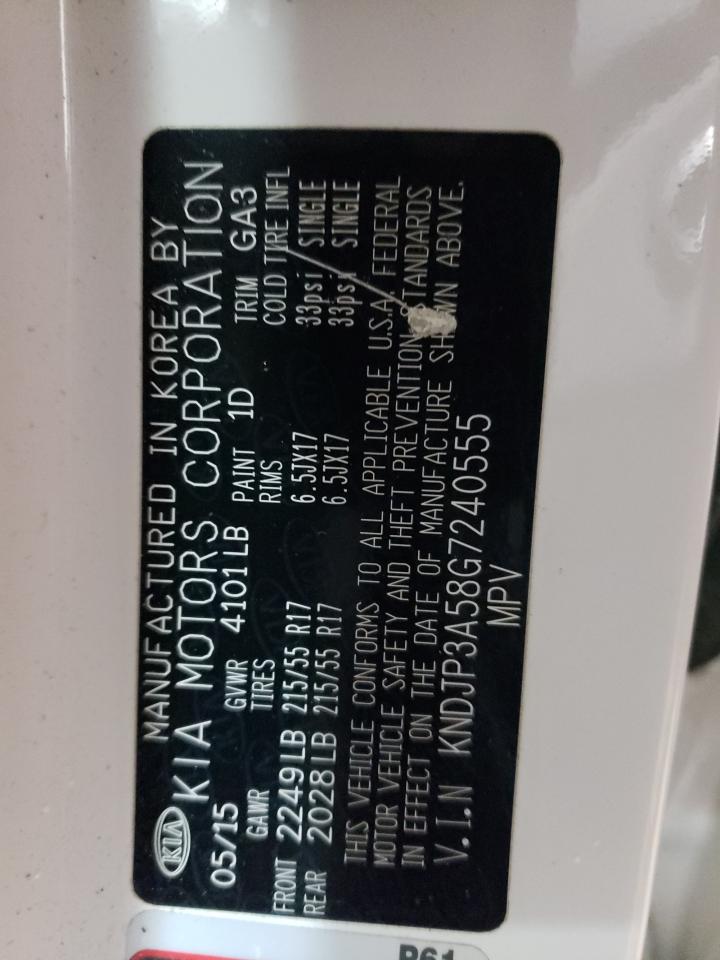 MANUFACTURED IN KOREA BY
KIA KIA MOTORS CORPORATION
05/15 GVWR 4101LB PAINT 1D TRIM GA3
GAWR TIRES RIMS COLD TIRE INFL
FRONT 2249LB 215/55 R17 6.5JX17 33psi SINGLE
REAR 2028LB 215/55 R17 6.5JX17 33psi SINGLE
THIS VEHICLE CONFORMS TO ALL APPLICABLE U.S.A. FEDERAL
MOTOR VEHICLE SAFETY AND THEFT PREVENTION STANDARDS
IN EFFECT ON THE DATE OF MANUFACTURE SHOWN ABOVE.
V.I.N KNDJP3A58G7240555
MPV